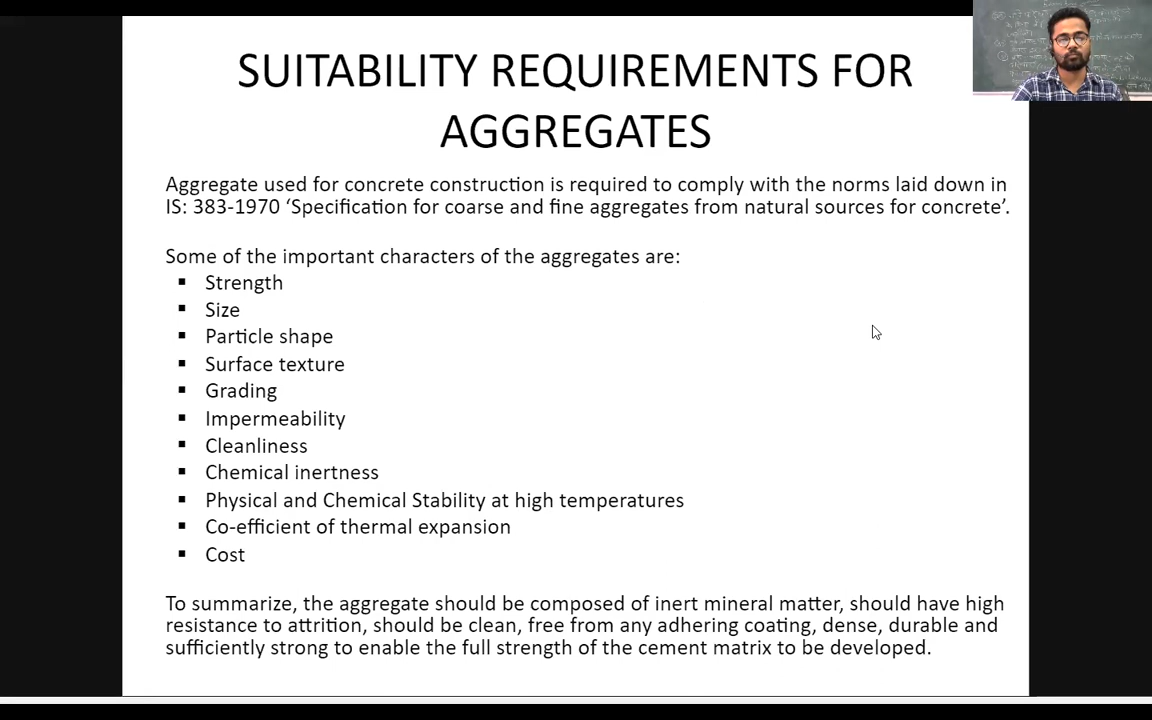 SUITABILITY REQUIREMENTS FOR
AGGREGATES
Aggregate used for concrete construction is required to comply with the norms laid down in
IS: 383-1970 ‘Specification for coarse and fine aggregates from natural sources for concrete’.
Some of the important characters of the aggregates are:
▪ Strength
▪ Size
▪ Particle shape
▪ Surface texture
▪ Grading
▪ Impermeability
▪ Cleanliness
▪ Chemical inertness
▪ Physical and Chemical Stability at high temperatures
▪ Co-efficient of thermal expansion
▪ Cost
To summarize, the aggregate should be composed of inert mineral matter, should have high
resistance to attrition, should be clean, free from any adhering coating, dense, durable and
sufficiently strong to enable the full strength of the cement matrix to be developed.